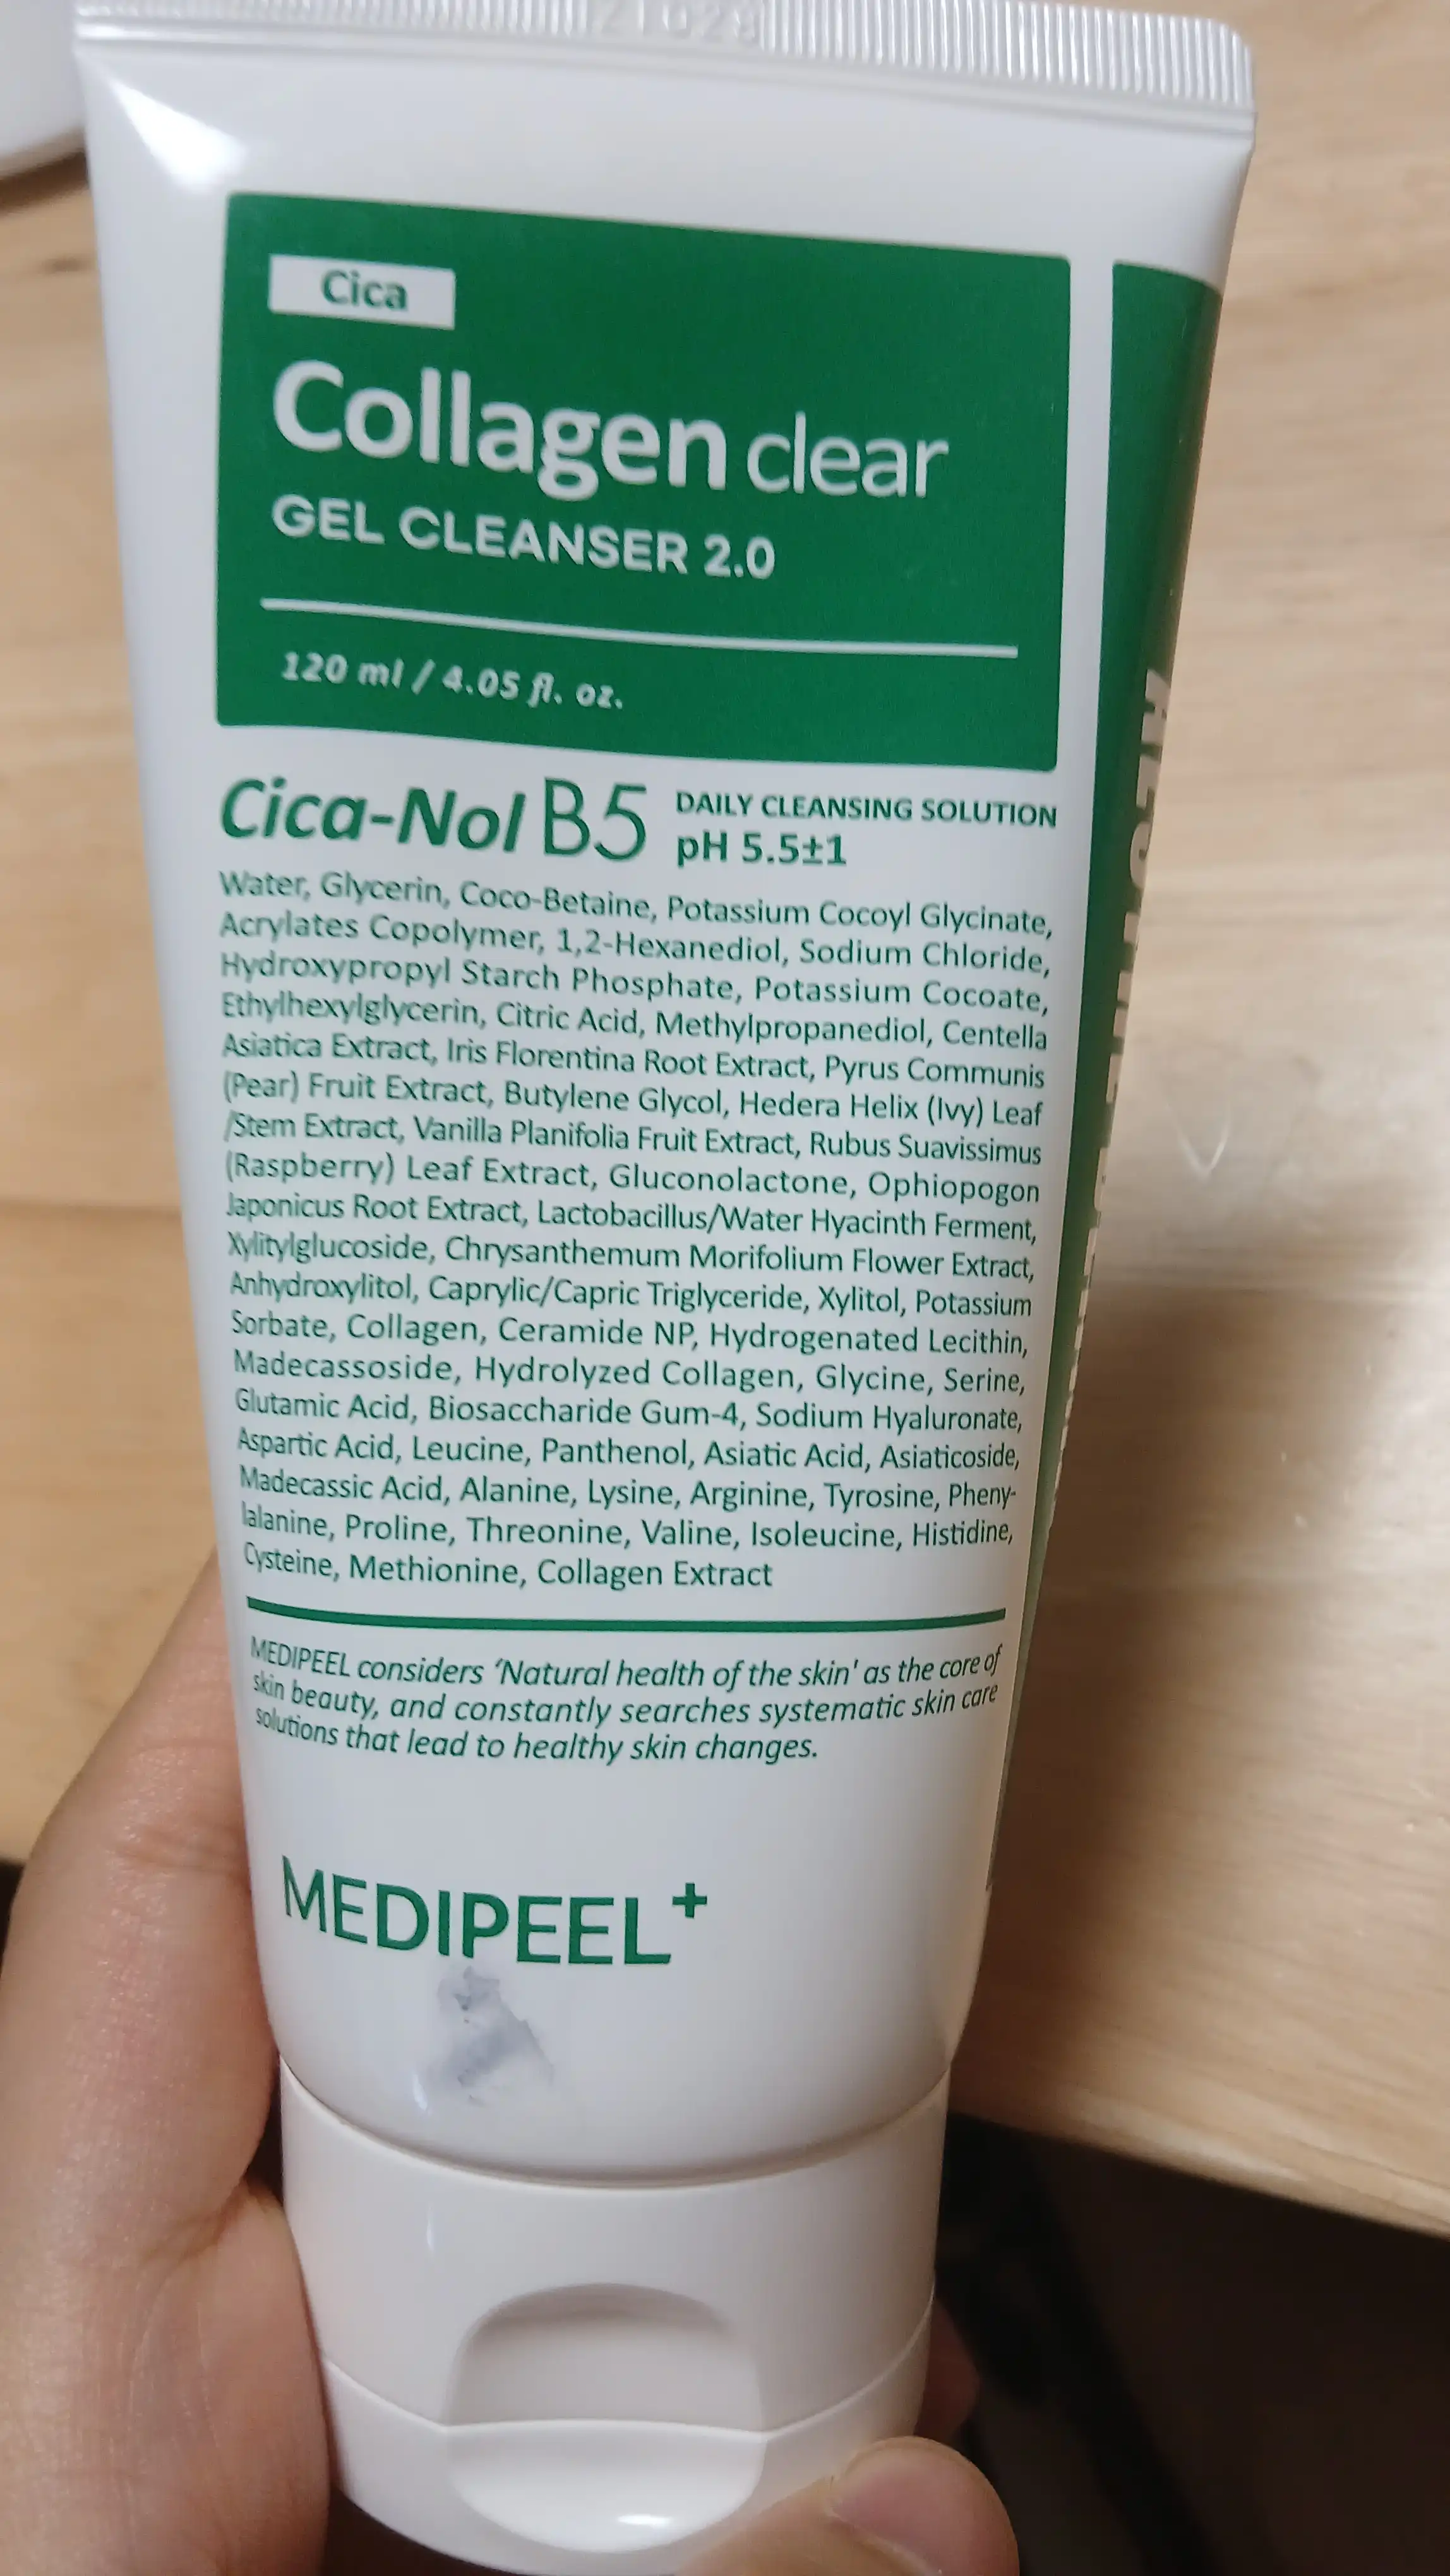 Cica
Collagen clear
GEL CLEANSER 2.0
120 ml / 4.05 fl. oz.
Cica-Nol B5
DAILY CLEANSING SOLUTION
pH 5.5±1
Water, Glycerin, Coco-Betaine, Potassium Cocoyl Glycinate,
Acrylates Copolymer, 1,2-Hexanediol, Sodium Chloride,
Hydroxypropyl Starch Phosphate, Potassium Cocoate,
Ethylhexylglycerin, Citric Acid, Methylpropanediol, Centella
Asiatica Extract, Iris Florentina Root Extract, Pyrus Communis
(Pear) Fruit Extract, Butylene Glycol, Hedera Helix (Ivy) Leaf
/Stem Extract, Vanilla Planifolia Fruit Extract, Rubus Suavissimus
(Raspberry) Leaf Extract, Gluconolactone, Ophiopogon
Japonicus Root Extract, Lactobacillus/Water Hyacinth Ferment,
Xylitylglucoside, Chrysanthemum Morifolium Flower Extract,
Anhydroxylitol, Caprylic/Capric Triglyceride, Xylitol, Potassium
Sorbate, Collagen, Ceramide NP, Hydrogenated Lecithin,
Madecassoside, Hydrolyzed Collagen, Glycine, Serine,
Glutamic Acid, Biosaccharide Gum-4, Sodium Hyaluronate,
Aspartic Acid, Leucine, Panthenol, Asiatic Acid, Asiaticoside,
Madecassic Acid, Alanine, Lysine, Arginine, Tyrosine, Pheny-
lalanine, Proline, Threonine, Valine, Isoleucine, Histidine,
Cysteine, Methionine, Collagen Extract
MEDIPEEL considers ‘Natural health of the skin' as the core of
skin beauty, and constantly searches systematic skin care
solutions that lead to healthy skin changes.
MEDIPEEL+